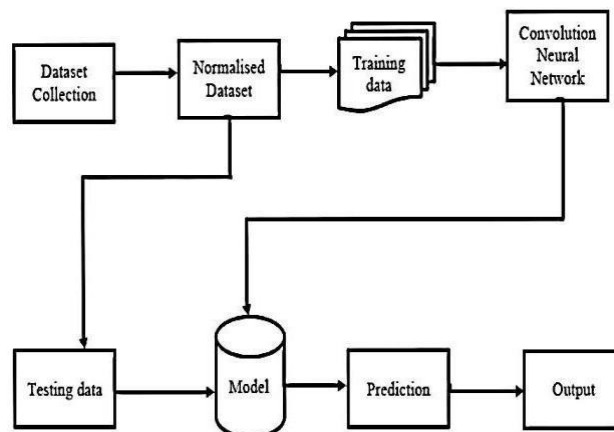 Dataset
Collection
Normalised
Dataset
Training
data
Convolution
Neural
Network
Testing data
Model
Prediction
Output